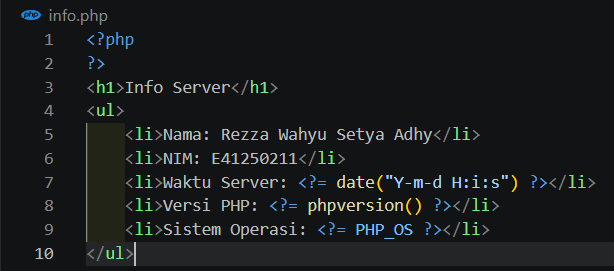 php info.php
1 <?php
2 ?>
3 <h1>Info Server</h1>
4 <ul>
5     <li>Nama: Rezza Wahyu Setya Adhy</li>
6     <li>NIM: E41250211</li>
7     <li>Waktu Server: <?= date("Y-m-d H:i:s") ?></li>
8     <li>Versi PHP: <?= phpversion() ?></li>
9     <li>Sistem Operasi: <?= PHP_OS ?></li>
10 </ul>